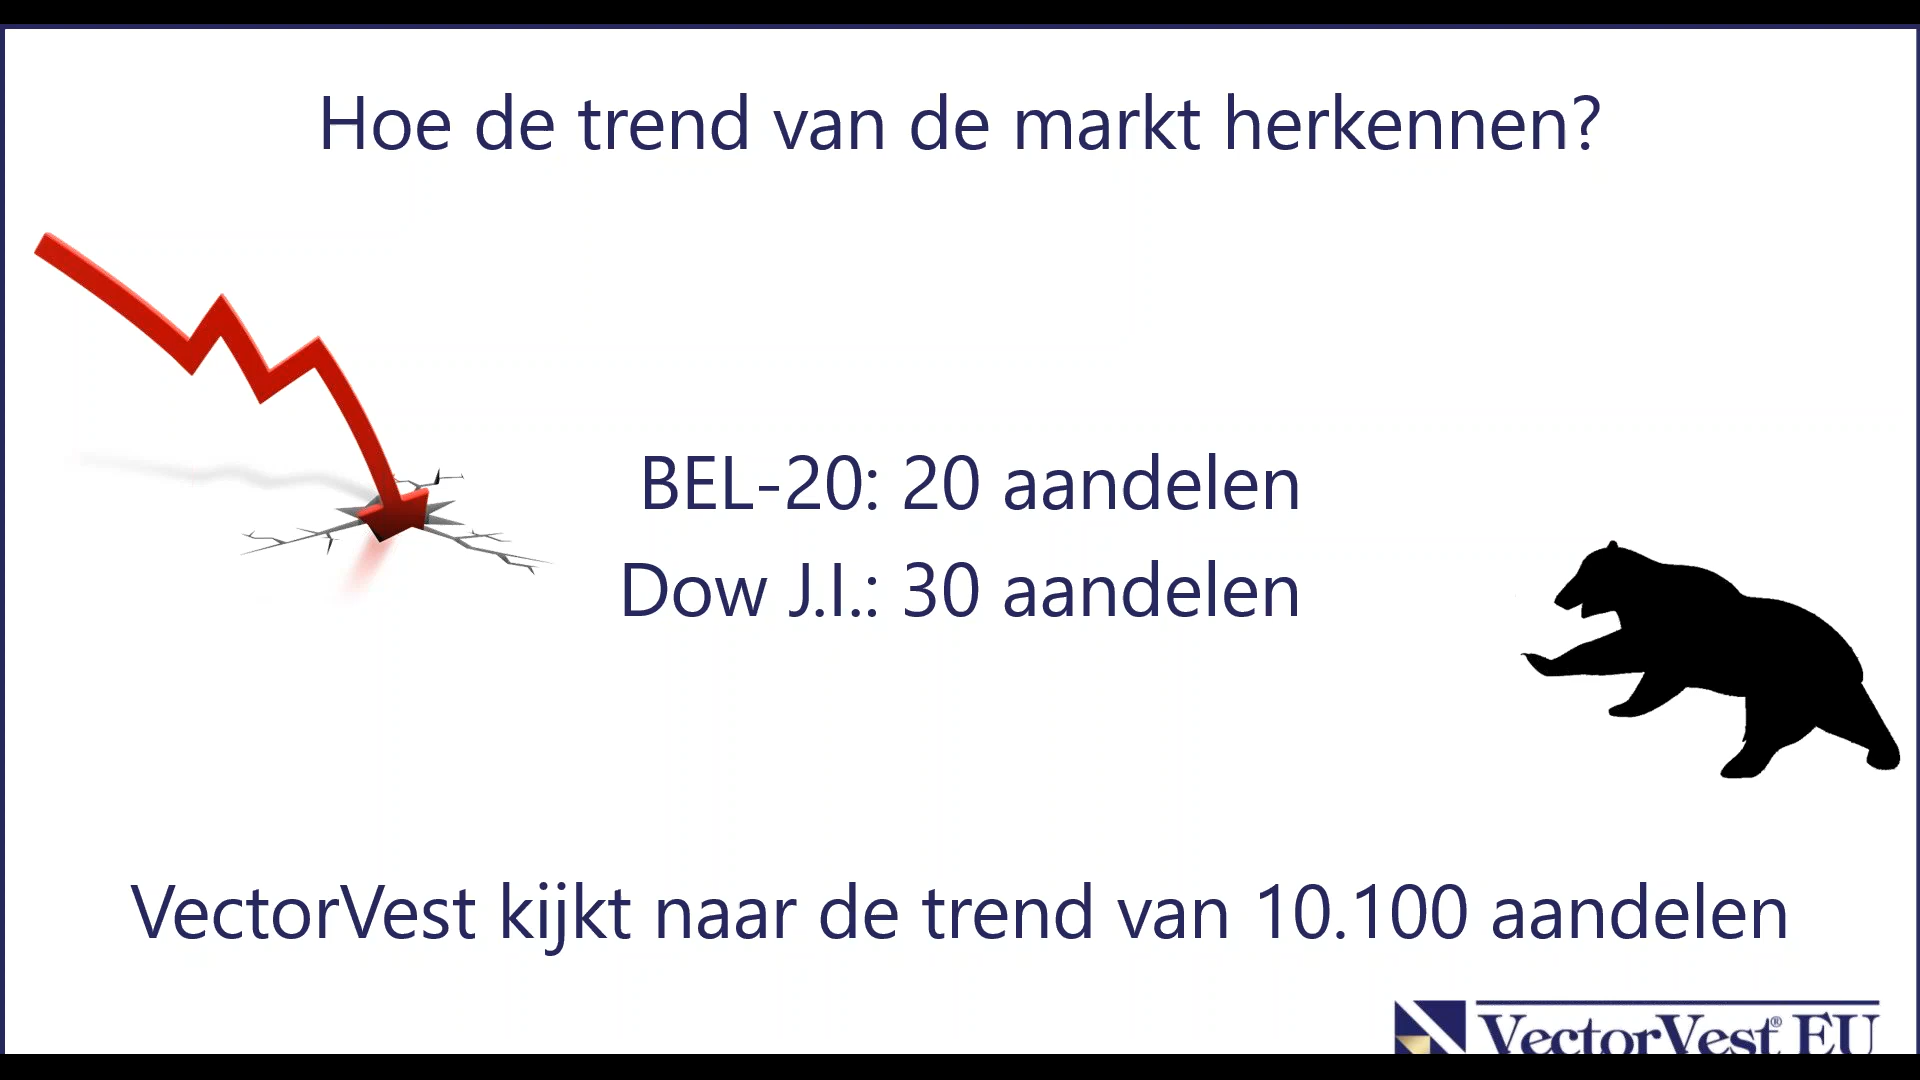 Hoe de trend van de markt herkennen?
BEL-20: 20 aandelen
Dow J.I.: 30 aandelen
VectorVest kijkt naar de trend van 10.100 aandelen
VectorVest® EU